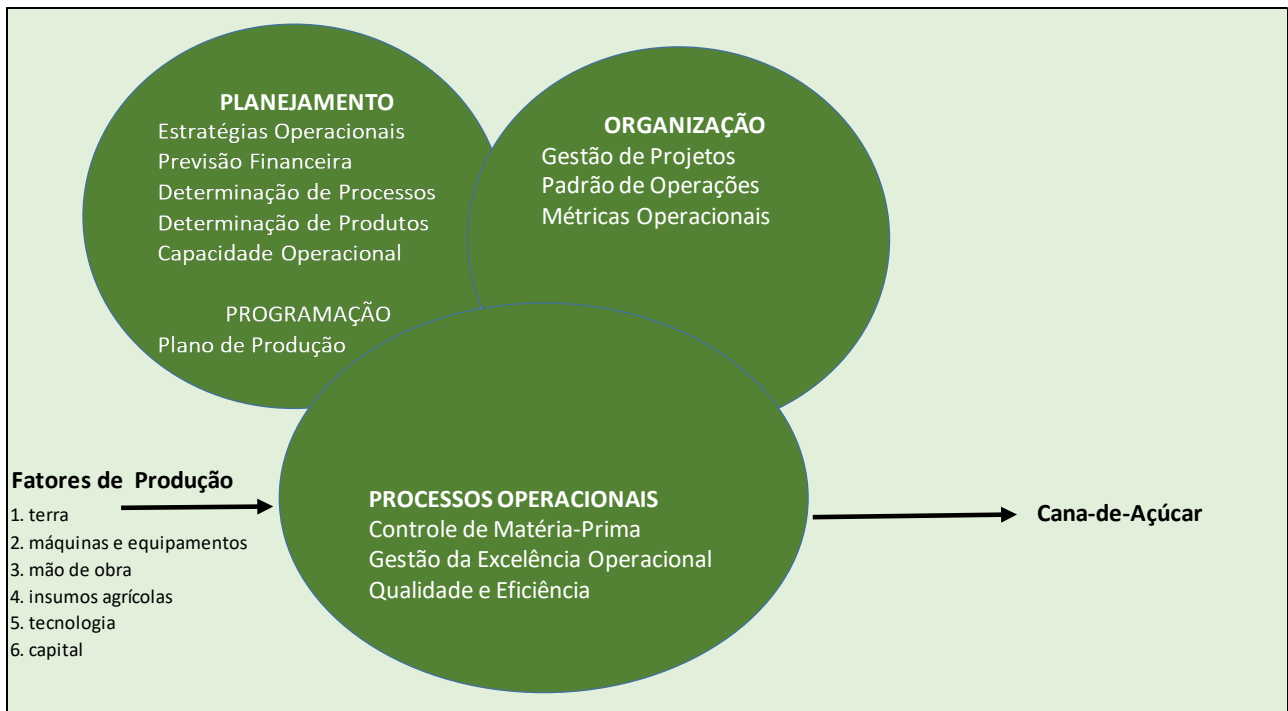 PLANEJAMENTO
Estratégias Operacionais
Previsão Financeira
Determinação de Processos
Determinação de Produtos
Capacidade Operacional
PROGRAMAÇÃO
Plano de Produção
ORGANIZAÇÃO
Gestão de Projetos
Padrão de Operações
Métricas Operacionais
Fatores de Produção
1. terra
2. máquinas e equipamentos
3. mão de obra
4. insumos agrícolas
5. tecnologia
6. capital
PROCESSOS OPERACIONAIS
Controle de Matéria-Prima
Gestão da Excelência Operacional
Qualidade e Eficiência
Cana-de-Açúcar